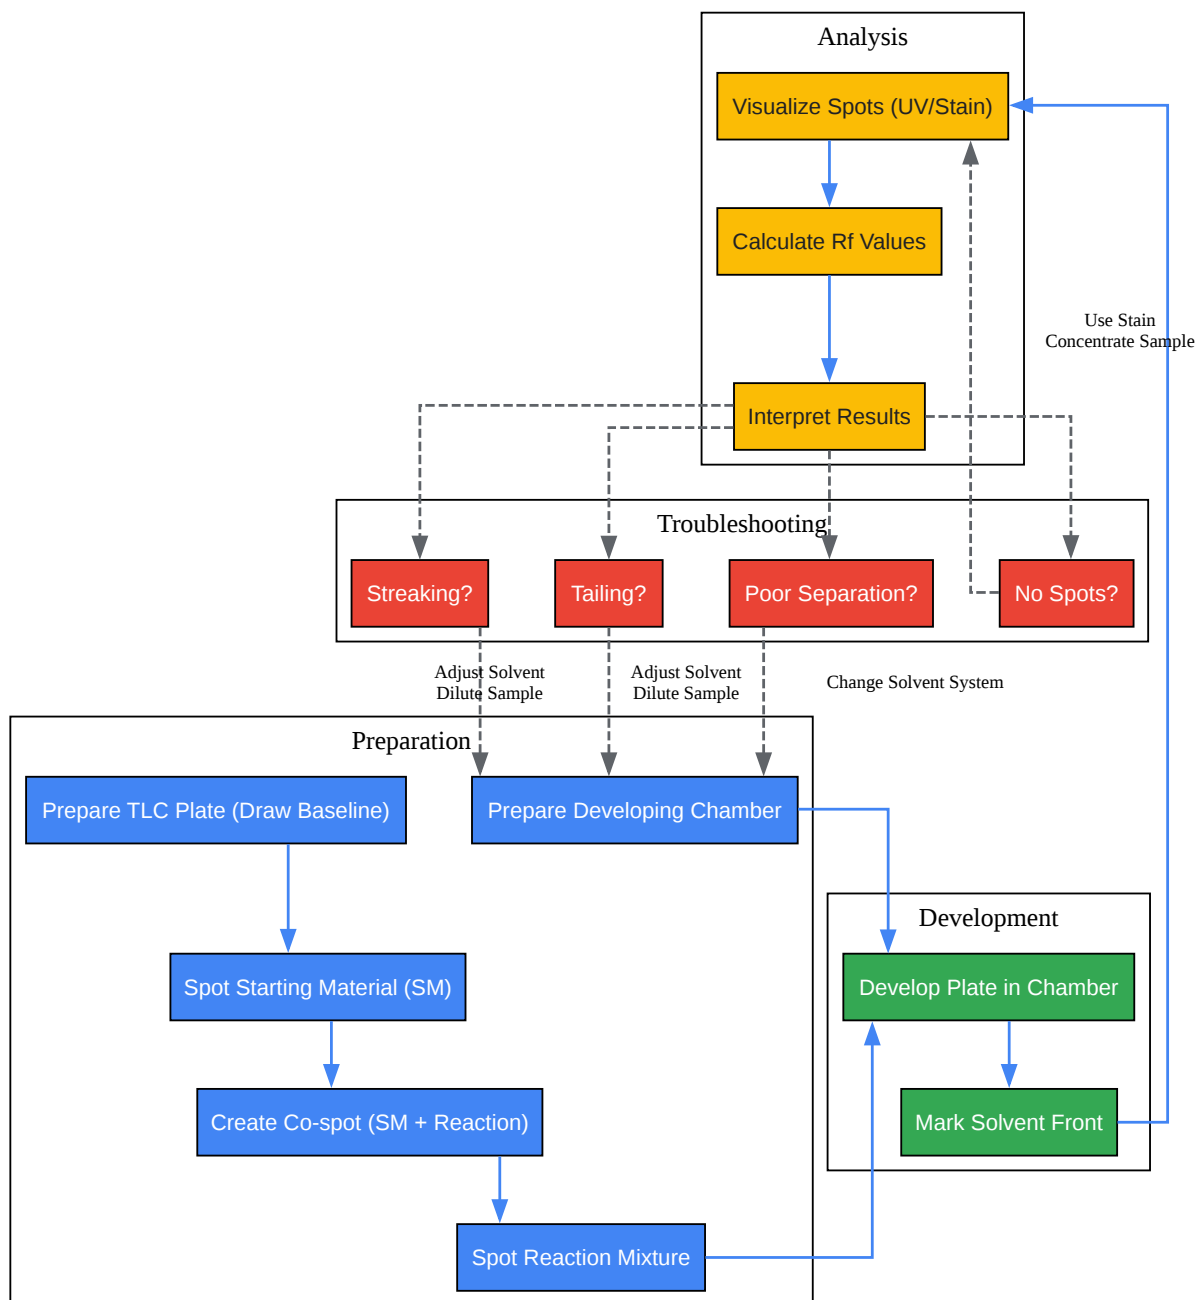 Analysis
Visualize Spots (UV/Stain)
Calculate Rf Values
Use Stain
Concentrate Sample
Interpret Results
Troubleshooting
Streaking?
Tailing?
Poor Separation?
No Spots?
Adjust Solvent
Dilute Sample
Adjust Solvent
Dilute Sample
Change Solvent System
Preparation
Prepare TLC Plate (Draw Baseline)
Prepare Developing Chamber
Development
Spot Starting Material (SM)
Develop Plate in Chamber
Create Co-spot (SM + Reaction)
Mark Solvent Front
Spot Reaction Mixture